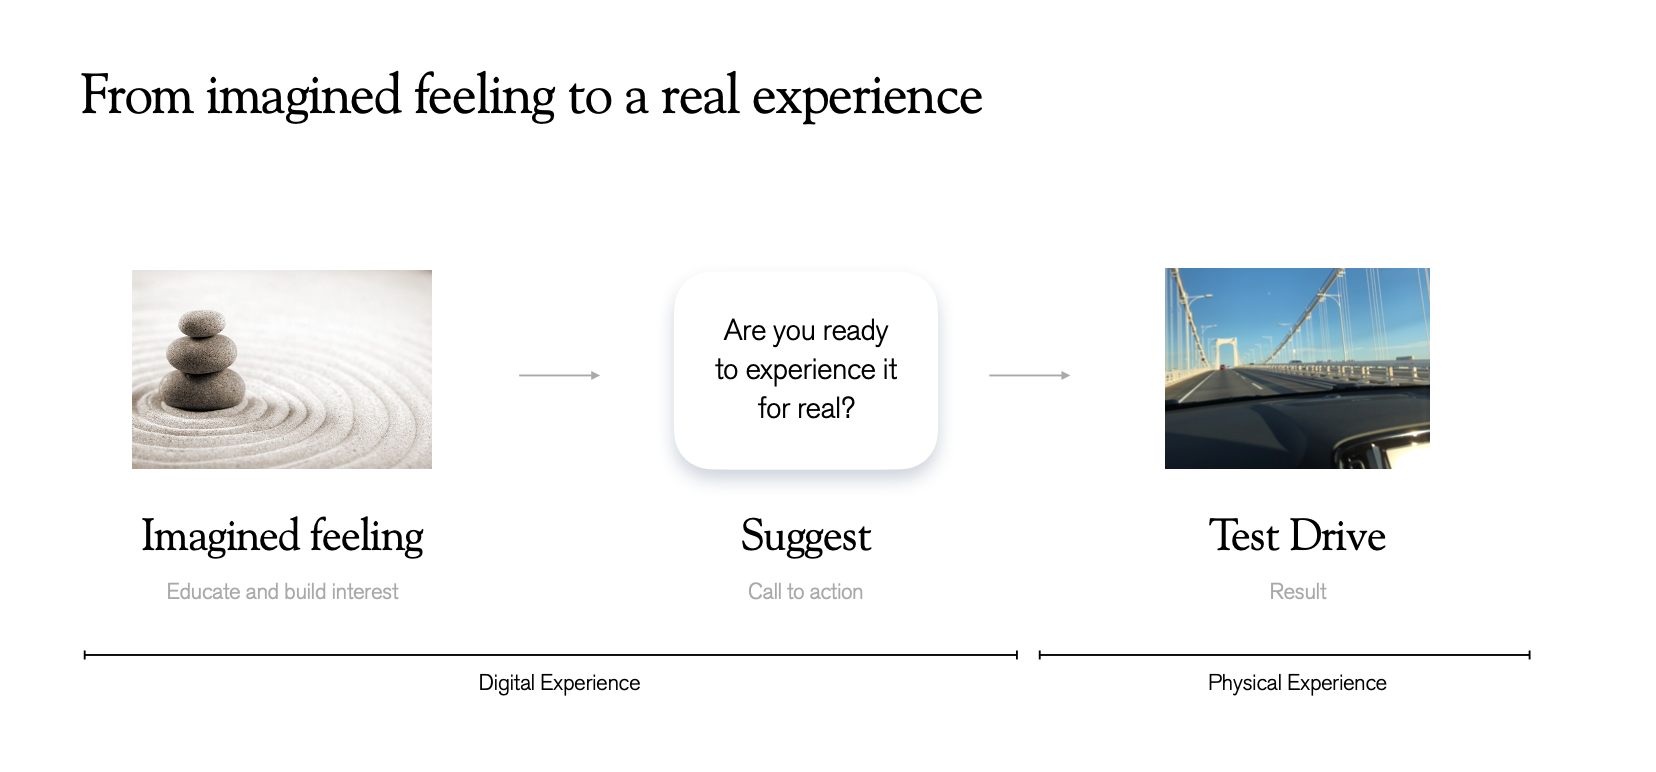 From imagined feeling to a real experience
Are you ready
to experience it
for real?
Imagined feeling
Suggest
Test Drive
Educate and build interest
Call to action
Result
Digital Experience
Physical Experience